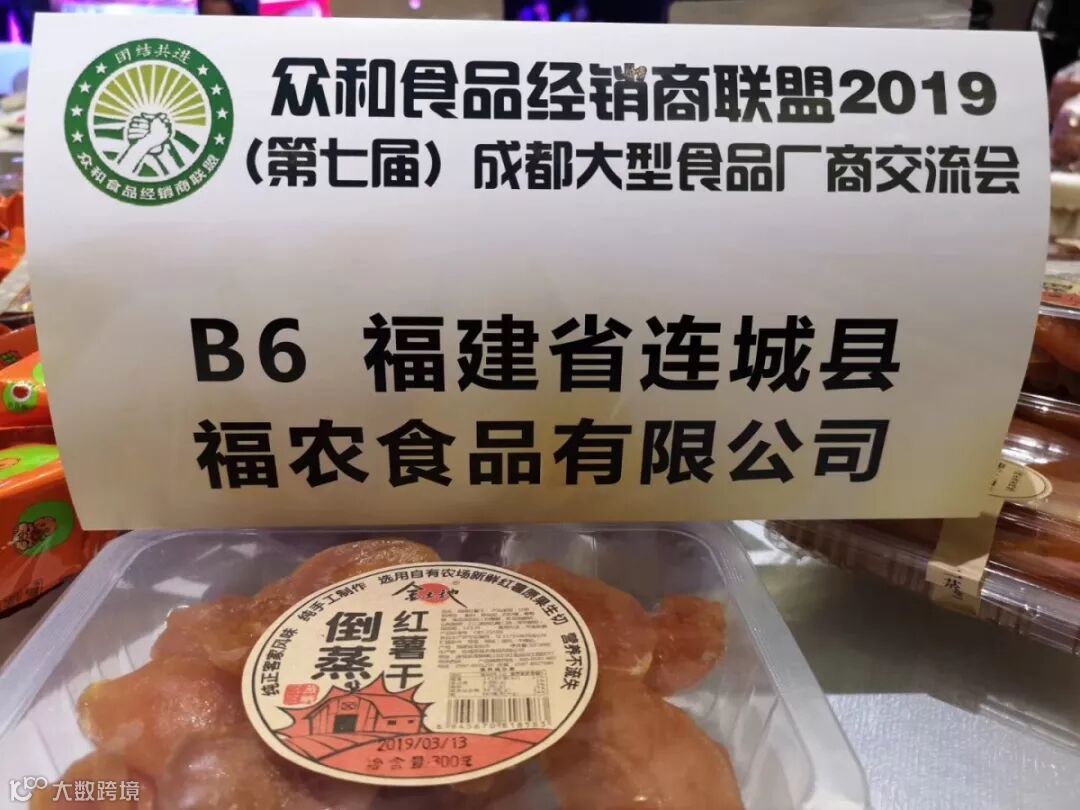 团结共进
众和食品经销商联盟
众和食品经销商联盟2019
(第七届)成都大型食品厂商交流会
B6 福建省连城县
福农食品有限公司
纯正客家风味 纯手工制作 选用自有农场新鲜红薯原果生切 营养不流失
倒蒸
红薯干
2019/03/13
净含量:300克
大数跨境